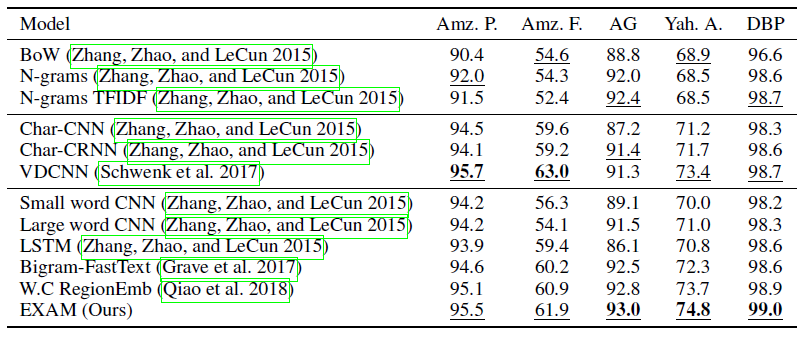 Model Amz. P. Amz. F. AG Yah. A. DBP
BoW (Zhang, Zhao, and LeCun 2015) 90.4 54.6 88.8 68.9 96.6
N-grams (Zhang, Zhao, and LeCun 2015) 92.0 54.3 92.0 68.5 98.6
N-grams TFIDF (Zhang, Zhao, and LeCun 2015) 91.5 52.4 92.4 68.5 98.7
Char-CNN (Zhang, Zhao, and LeCun 2015) 94.5 59.6 87.2 71.2 98.3
Char-CRNN (Zhang, Zhao, and LeCun 2015) 94.1 59.2 91.4 71.7 98.6
VDCNN (Schwenk et al. 2017) 95.7 63.0 91.3 73.4 98.7
Small word CNN (Zhang, Zhao, and LeCun 2015) 94.2 56.3 89.1 70.0 98.2
Large word CNN (Zhang, Zhao, and LeCun 2015) 94.2 54.1 91.5 71.0 98.3
LSTM (Zhang, Zhao, and LeCun 2015) 93.9 59.4 86.1 70.8 98.6
Bigram-FastText (Grave et al. 2017) 94.6 60.2 92.5 72.3 98.6
W.C RegionEmb (Qiao et al. 2018) 95.1 60.9 92.8 73.7 98.9
EXAM (Ours) 95.5 61.9 93.0 74.8 99.0